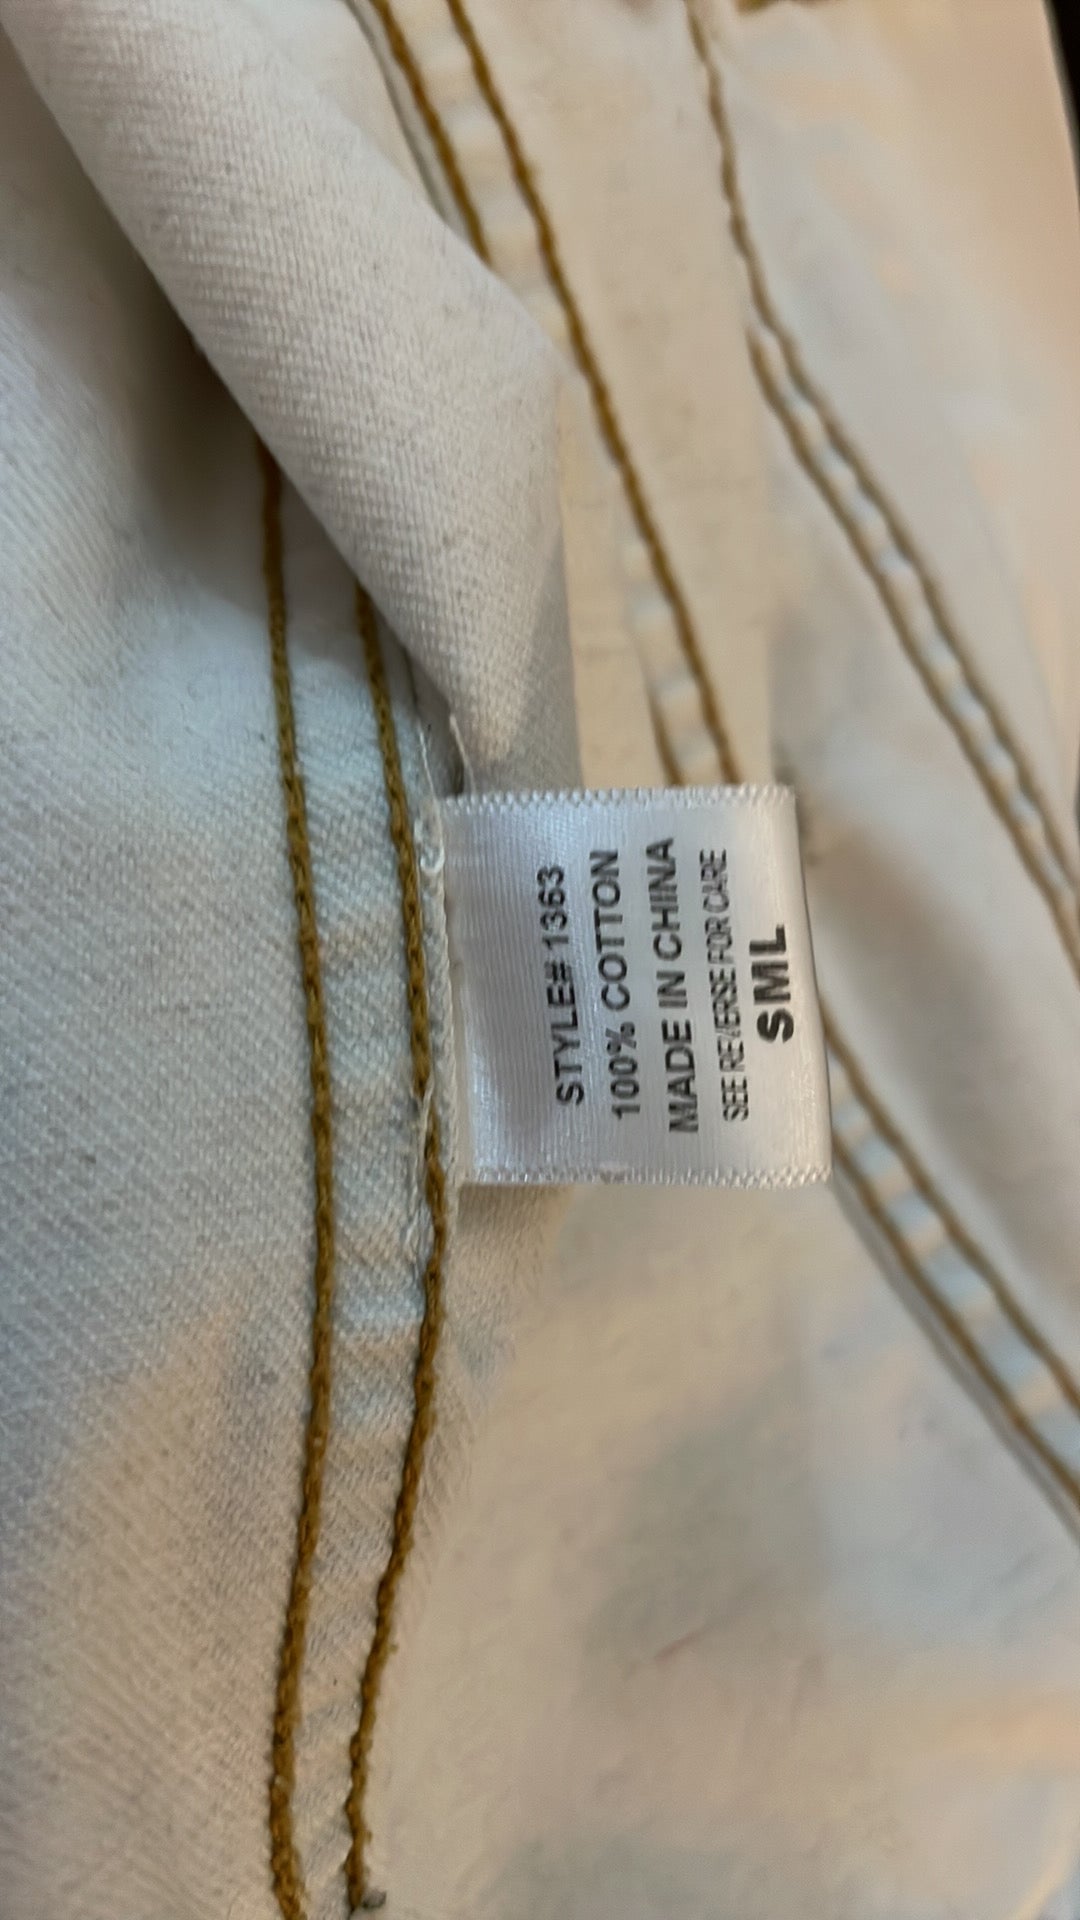 STYLE# 1363
100% COTTON
MADE IN CHINA
SEE REVERSE FOR CARE
SML